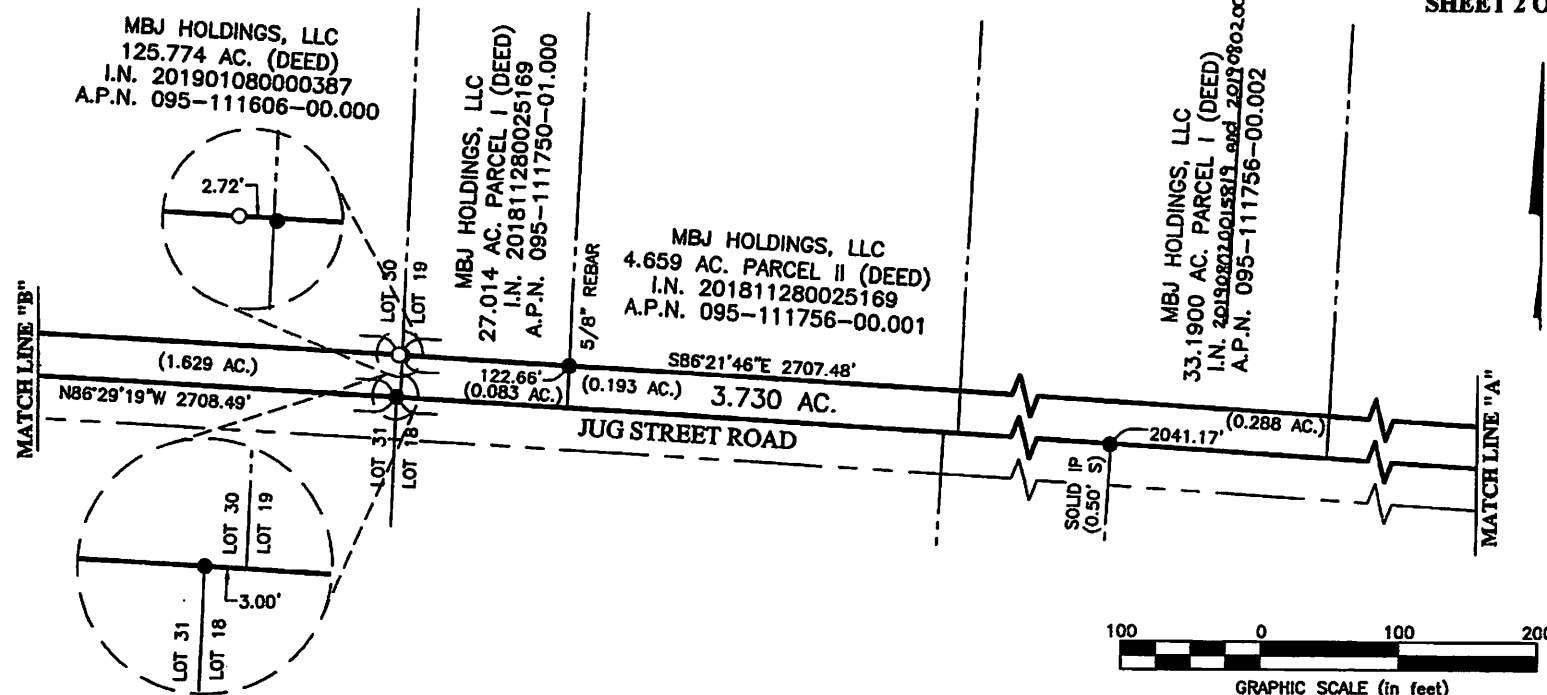 SHEET 2 O
MBJ HOLDINGS, LLC
125.774 AC. (DEED)
I.N. 201901080000387
A.P.N. 095-111606-00.000
MBJ HOLDINGS, LLC
27.014 AC. PARCEL I (DEED)
I.N. 201811280025169
A.P.N. 095-111750-01.000
MBJ HOLDINGS, LLC
4.659 AC. PARCEL II (DEED)
I.N. 201811280025169
A.P.N. 095-111756-00.001
MBJ HOLDINGS, LLC
33.1900 AC. PARCEL I (DEED)
I.N. 201908020015819 and
A.P.N. 095-111756-00.002
2.72'
LOT 30
LOT 19
5/8" REBAR
MATCH LINE "B"
(1.629 AC.)
122.66'
(0.083 AC.)
(0.193 AC.)
S86°21'46"E 2707.48'
3.730 AC.
N86°29'19"W 2708.49'
JUG STREET ROAD
LOT 31
LOT 18
2041.17'
(0.288 AC.)
SOLID IP
(0.50' S)
MATCH LINE "A"
LOT 30
LOT 19
3.00'
LOT 31
LOT 18
100 0 100 200
GRAPHIC SCALE (in feet)